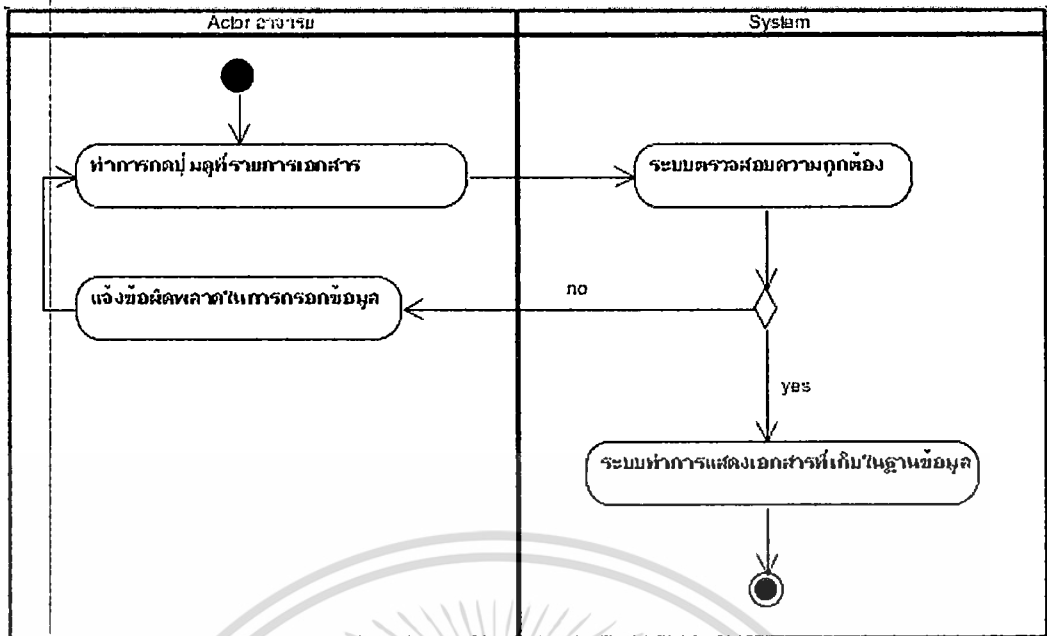 Actor อาจารย์
System
ทำการกดปุ่มดูที่รายการเอกสาร
ระบบตรวจสอบความถูกต้อง
แจ้งข้อผิดพลาดในการกรอกข้อมูล
no
yes
ระบบทำการแสดงเอกสารที่เก็บในฐานข้อมูล